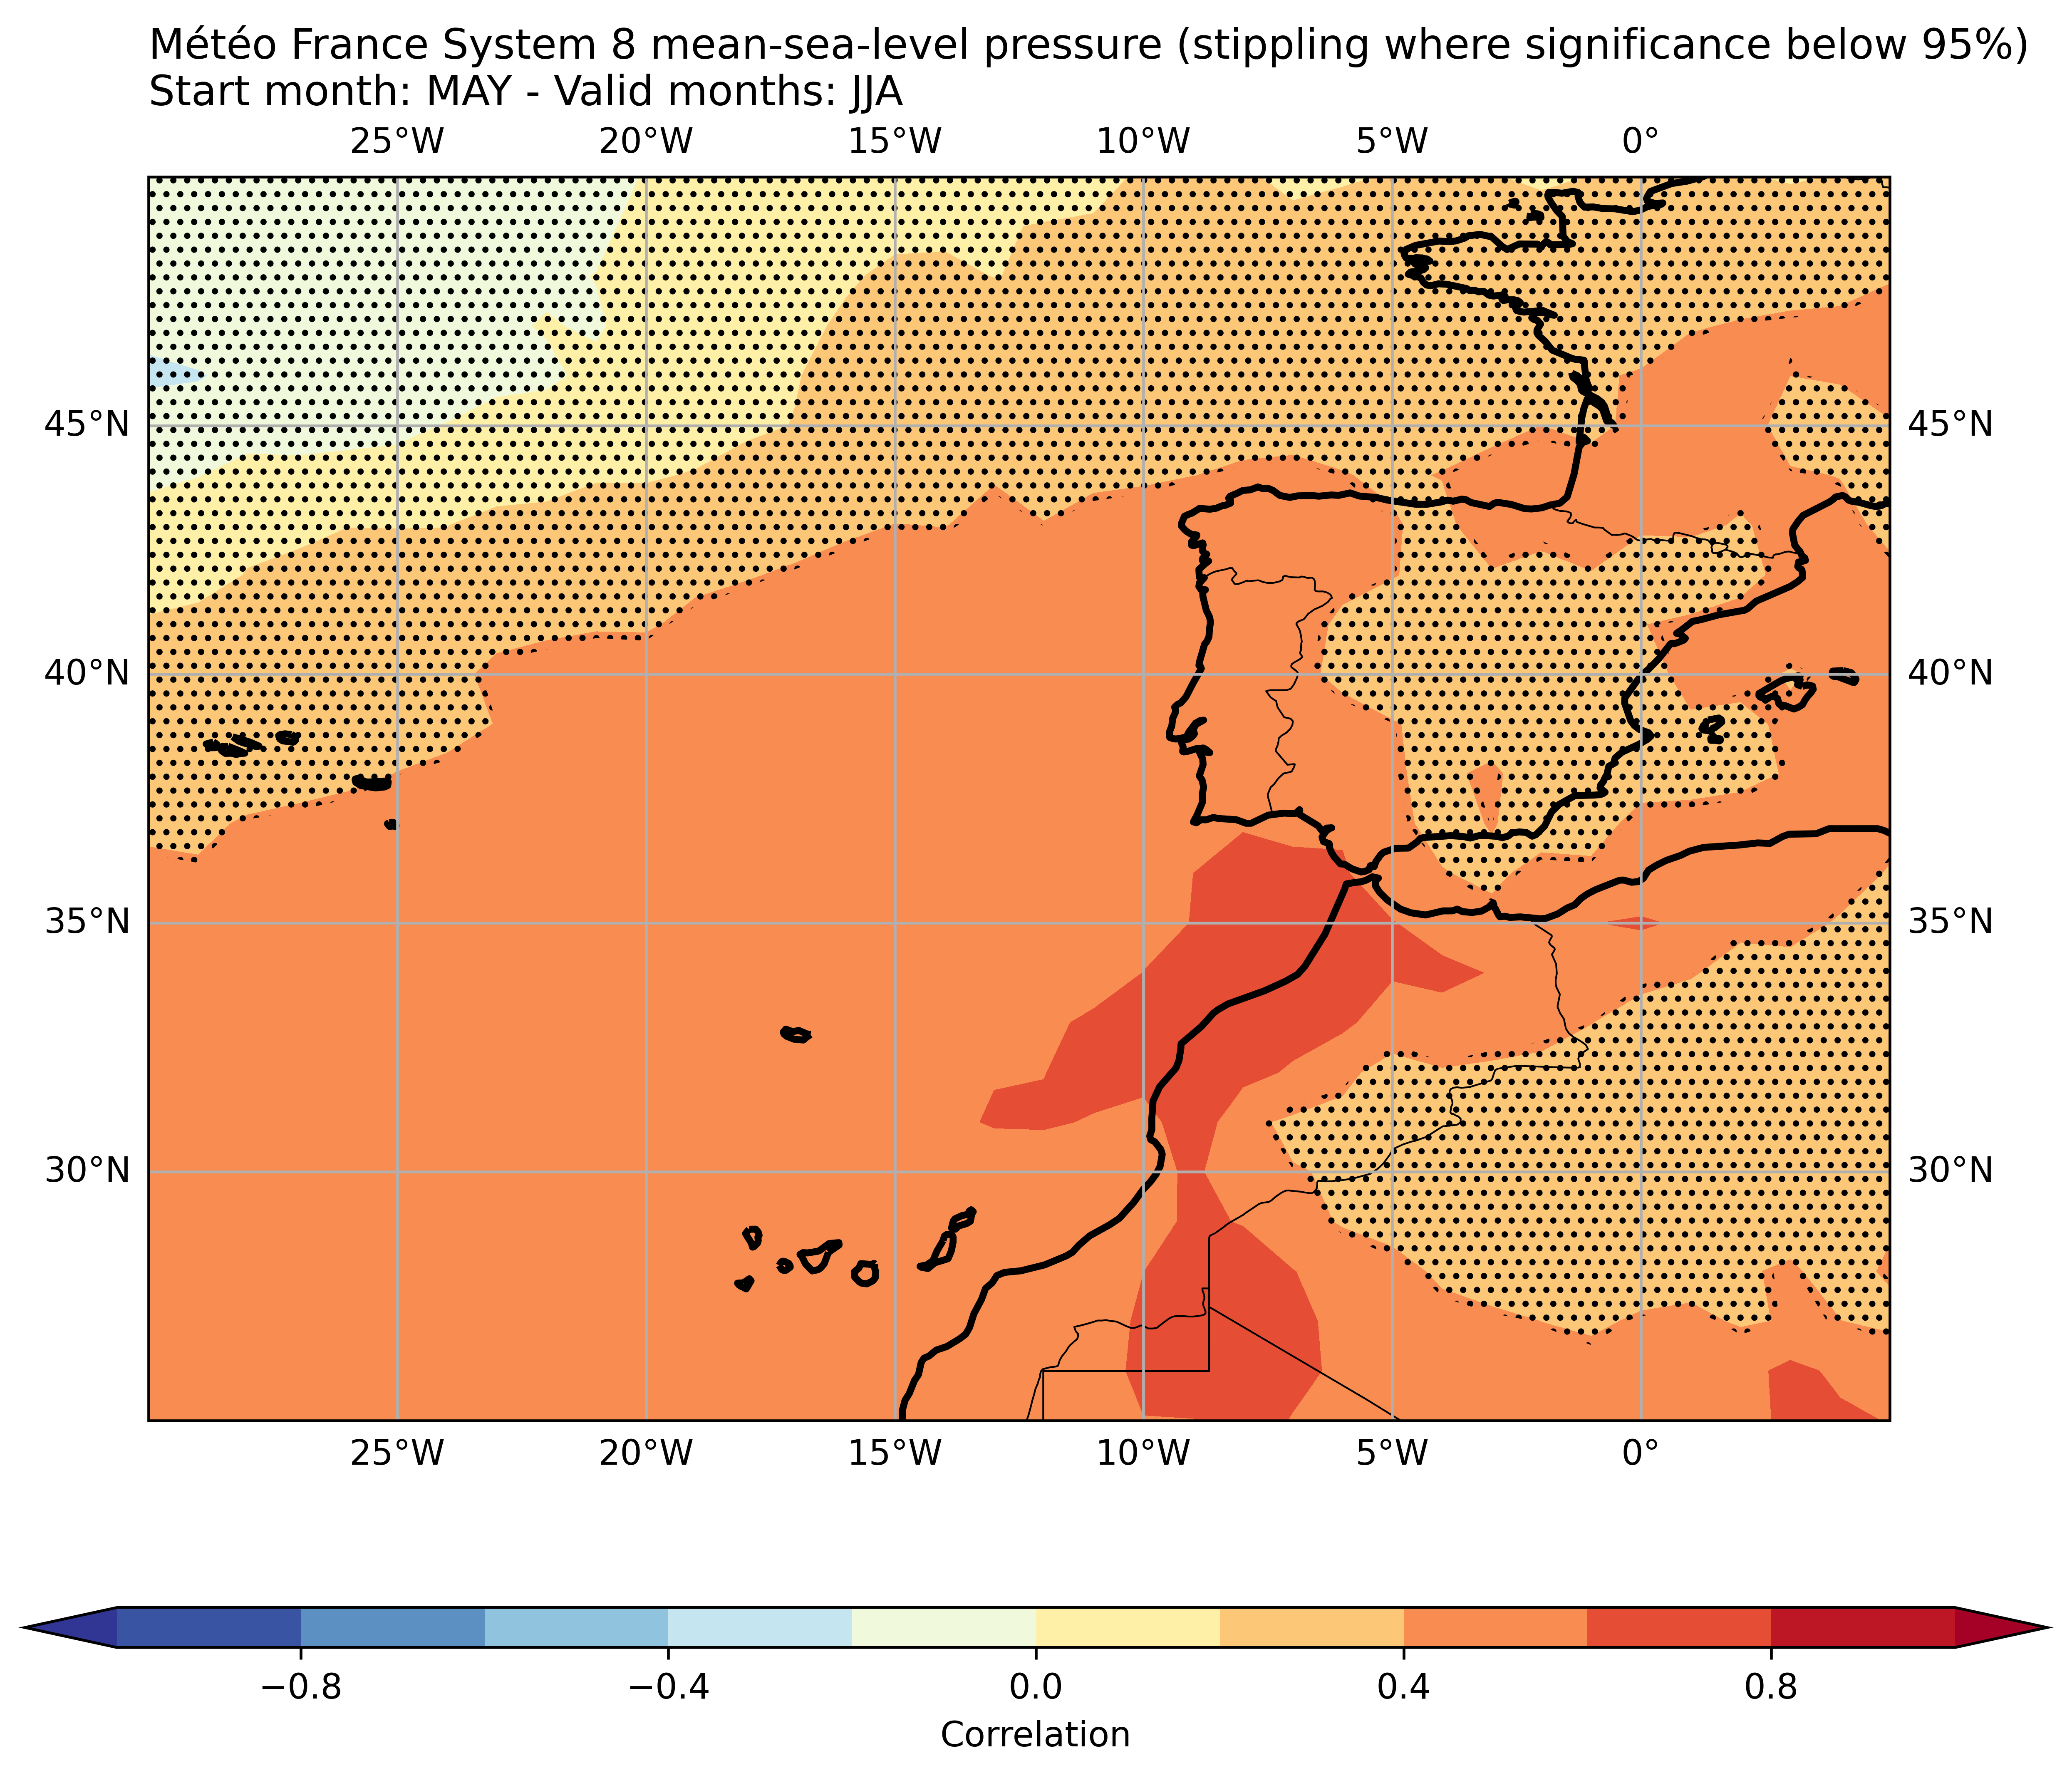 Météo France System 8 mean-sea-level pressure (stippling where significance below 95%)
Start month: MAY - Valid months: JJA
25°W 20°W 15°W 10°W 5°W 0°
45°N 45°N
40°N 40°N
35°N 35°N
30°N 30°N
25°W 20°W 15°W 10°W 5°W 0°
−0.8 −0.4 0.0 0.4 0.8
Correlation